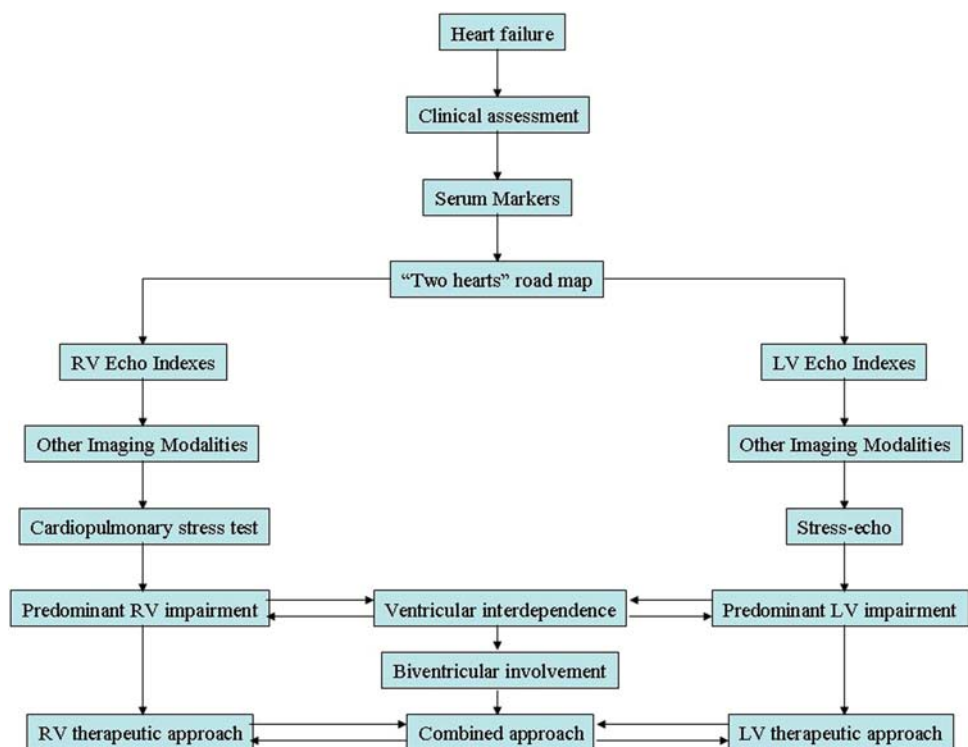 Heart failure
Clinical assessment
Serum Markers
“Two hearts” road map
RV Echo Indexes
LV Echo Indexes
Other Imaging Modalities
Other Imaging Modalities
Cardiopulmonary stress test
Stress-echo
Predominant RV impairment
Ventricular interdependence
Predominant LV impairment
Biventricular involvement
RV therapeutic approach
Combined approach
LV therapeutic approach